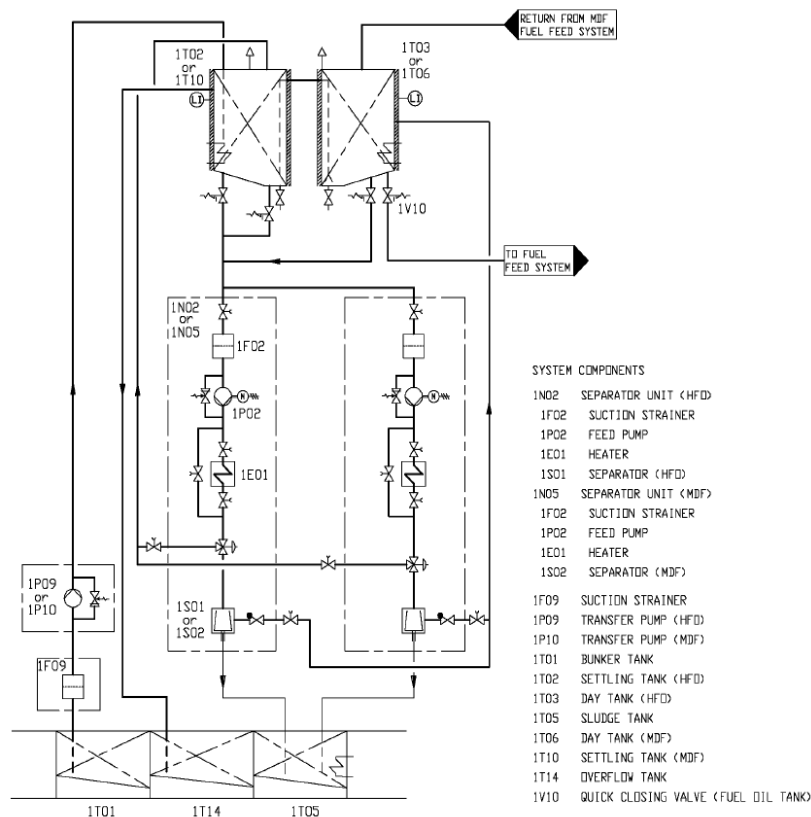 RETURN FROM MDF
FUEL FEED SYSTEM
1T02
or
1T10
1T03
or
1T06
LI
LI
1V10
TO FUEL
FEED SYSTEM
1N02
or
1N05
1F02
M
M
1P02
1E01
1P09
or
1P10
1S01
or
1S02
1F09
1T01
1T14
1T05
SYSTEM COMPONENTS
1N02 SEPARATOR UNIT (HFO)
1F02 SUCTION STRAINER
1P02 FEED PUMP
1E01 HEATER
1S01 SEPARATOR (HFO)
1N05 SEPARATOR UNIT (MDF)
1F02 SUCTION STRAINER
1P02 FEED PUMP
1E01 HEATER
1S02 SEPARATOR (MDF)
1F09 SUCTION STRAINER
1P09 TRANSFER PUMP (HFO)
1P10 TRANSFER PUMP (MDF)
1T01 BUNKER TANK
1T02 SETTLING TANK (HFO)
1T03 DAY TANK (HFO)
1T05 SLUDGE TANK
1T06 DAY TANK (MDF)
1T10 SETTLING TANK (MDF)
1T14 OVERFLOW TANK
1V10 QUICK CLOSING VALVE (FUEL OIL TANK)